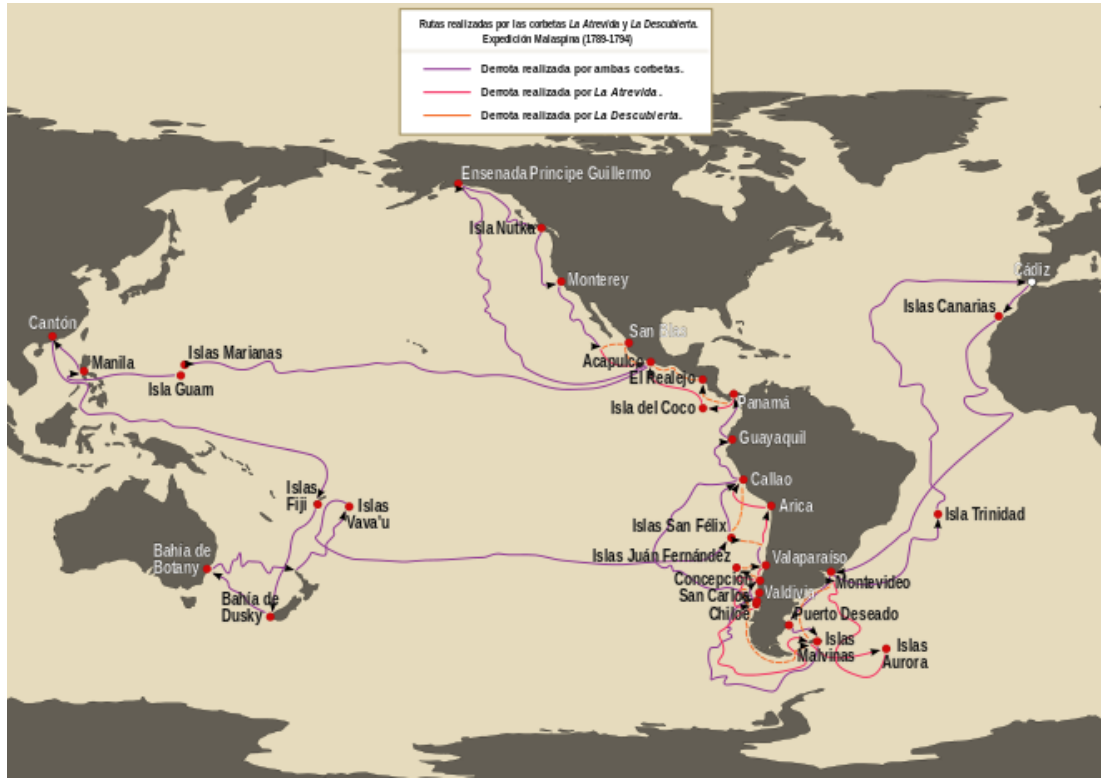 Rutas realizadas por las corbetas La Atrevida y La Descubierta.
Expedición Malaspina (1789-1794)
Derrota realizada por ambas corbetas.
Derrota realizada por La Atrevida .
Derrota realizada por La Descubierta.
Ensenada Principe Guillermo
Isla Nutka
Monterey
Cádiz
Islas Canarias
Cantón
San Blas
Manila
Islas Marianas
Acapulco
Isla Guam
El Realejo
Panamá
Isla del Coco
Guayaquil
Callao
Islas
Fiji
Islas
Vava'u
Arica
Isla Trinidad
Islas San Félix
Bahía de
Botany
Islas Juán Fernández
Valaparaíso
Concepción
Montevideo
San Carlos
Valdivia
Chiloé
Bahía de
Dusky
Puerto Deseado
Islas
Malvinas
Islas
Aurora